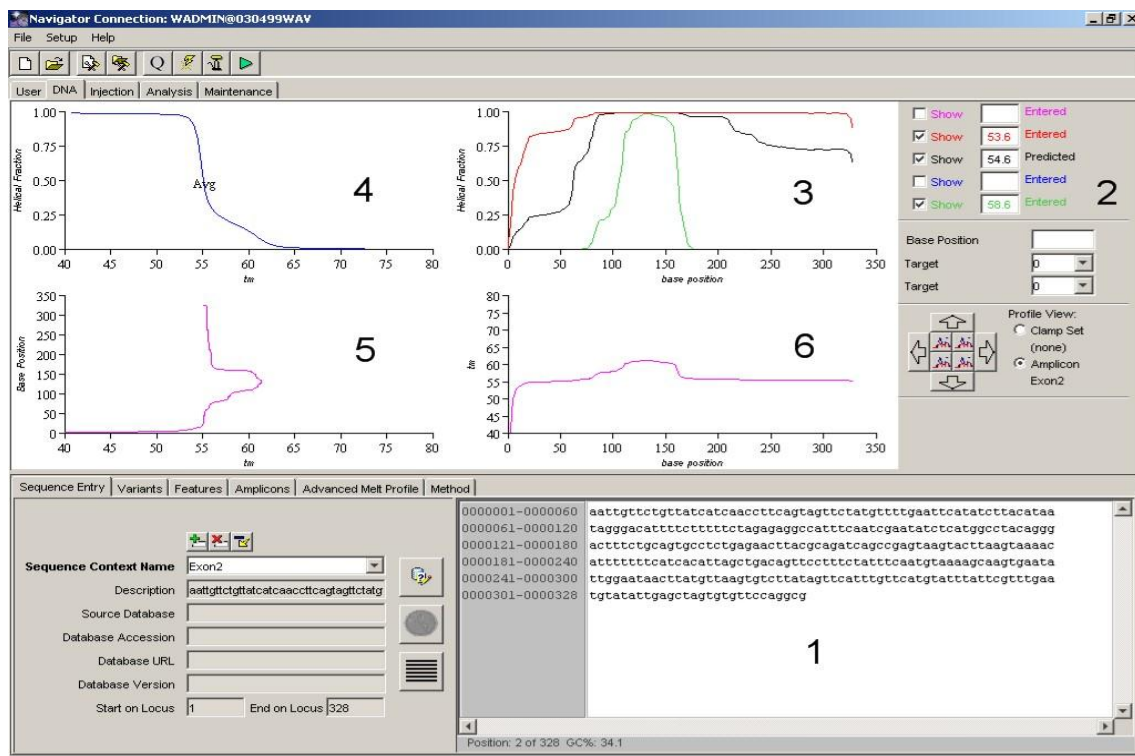 Navigator Connection: WADMIN@030499WAV
File Setup Help
Q
User DNA Injection Analysis Maintenance
1.00
0.75
0.50
0.25
0.00
Helical Fraction
Avg
4
40 45 50 55 60 65 70 75 80
tm
1.00
0.75
0.50
0.25
0.00
Helical Fraction
3
0 50 100 150 200 250 300 350
base position
Show Entered
Show 53.6 Entered
Show 54.6 Predicted
Show Entered
Show 58.6 Entered
2
Base Position
Target 0
Target 0
Profile View:
Clamp Set
(none)
Amplicon
Exon2
350
300
250
200
150
100
50
0
Base Position
5
40 45 50 55 60 65 70 75 80
tm
80
75
70
65
60
55
50
45
40
tm
6
0 50 100 150 200 250 300 350
base position
Sequence Entry Variants Features Amplicons Advanced Melt Profile Method
Sequence Context Name Exon2
Description aattgttctgttatcatcaaccttcagtagttctatg
Source Database
Database Accession
Database URL
Database Version
Start on Locus 1 End on Locus 328
0000001-0000060 aattgttctgttatcatcaaccttcagtagttctatgttttgaattcatatcttacataa
0000061-0000120 tagggacattttctttttctagagaggccatttcaatcgaatatctcatggcctacaggg
0000121-0000180 actttctgcagtgcctctgagaacttacgcagatcagccgagtaagtacttaagtaaaac
0000181-0000240 atttttttcatcacattagctgacagttcctttctatttcaatgtaaaagcaagtgaata
0000241-0000300 ttggaataacttatgttaagtgtcttatagttcatttgttcatgtatttattcgtttgaa
0000301-0000328 tgtatattgagctagtgtgttccaggcg
1
Position: 2 of 328 GC%: 34.1